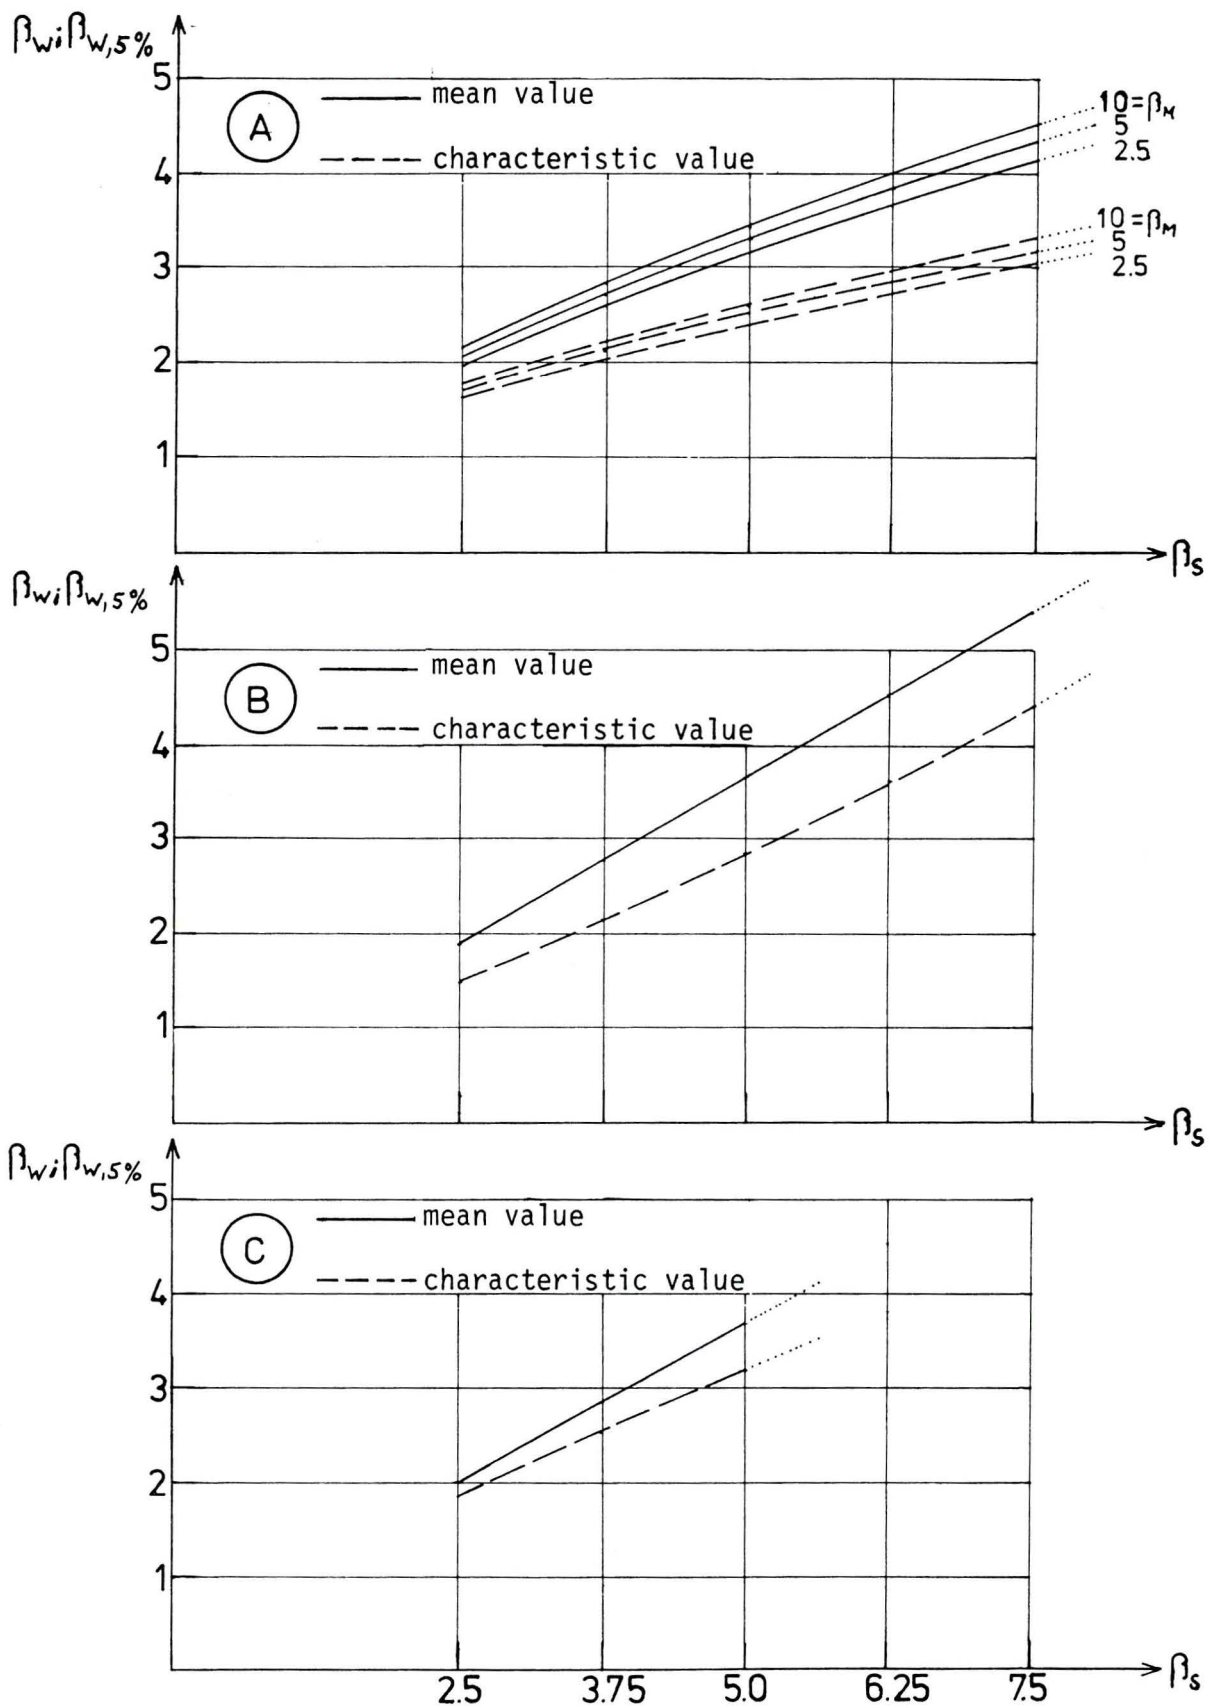 βw; βw,5%
5
A
mean value
characteristic value
10=βM
5
2.5
4
10=βM
5
2.5
3
2
1
βs
βw; βw,5%
5
B
mean value
characteristic value
4
3
2
1
βs
βw; βw,5%
5
C
mean value
characteristic value
4
3
2
1
2.5 3.75 5.0 6.25 7.5 βs